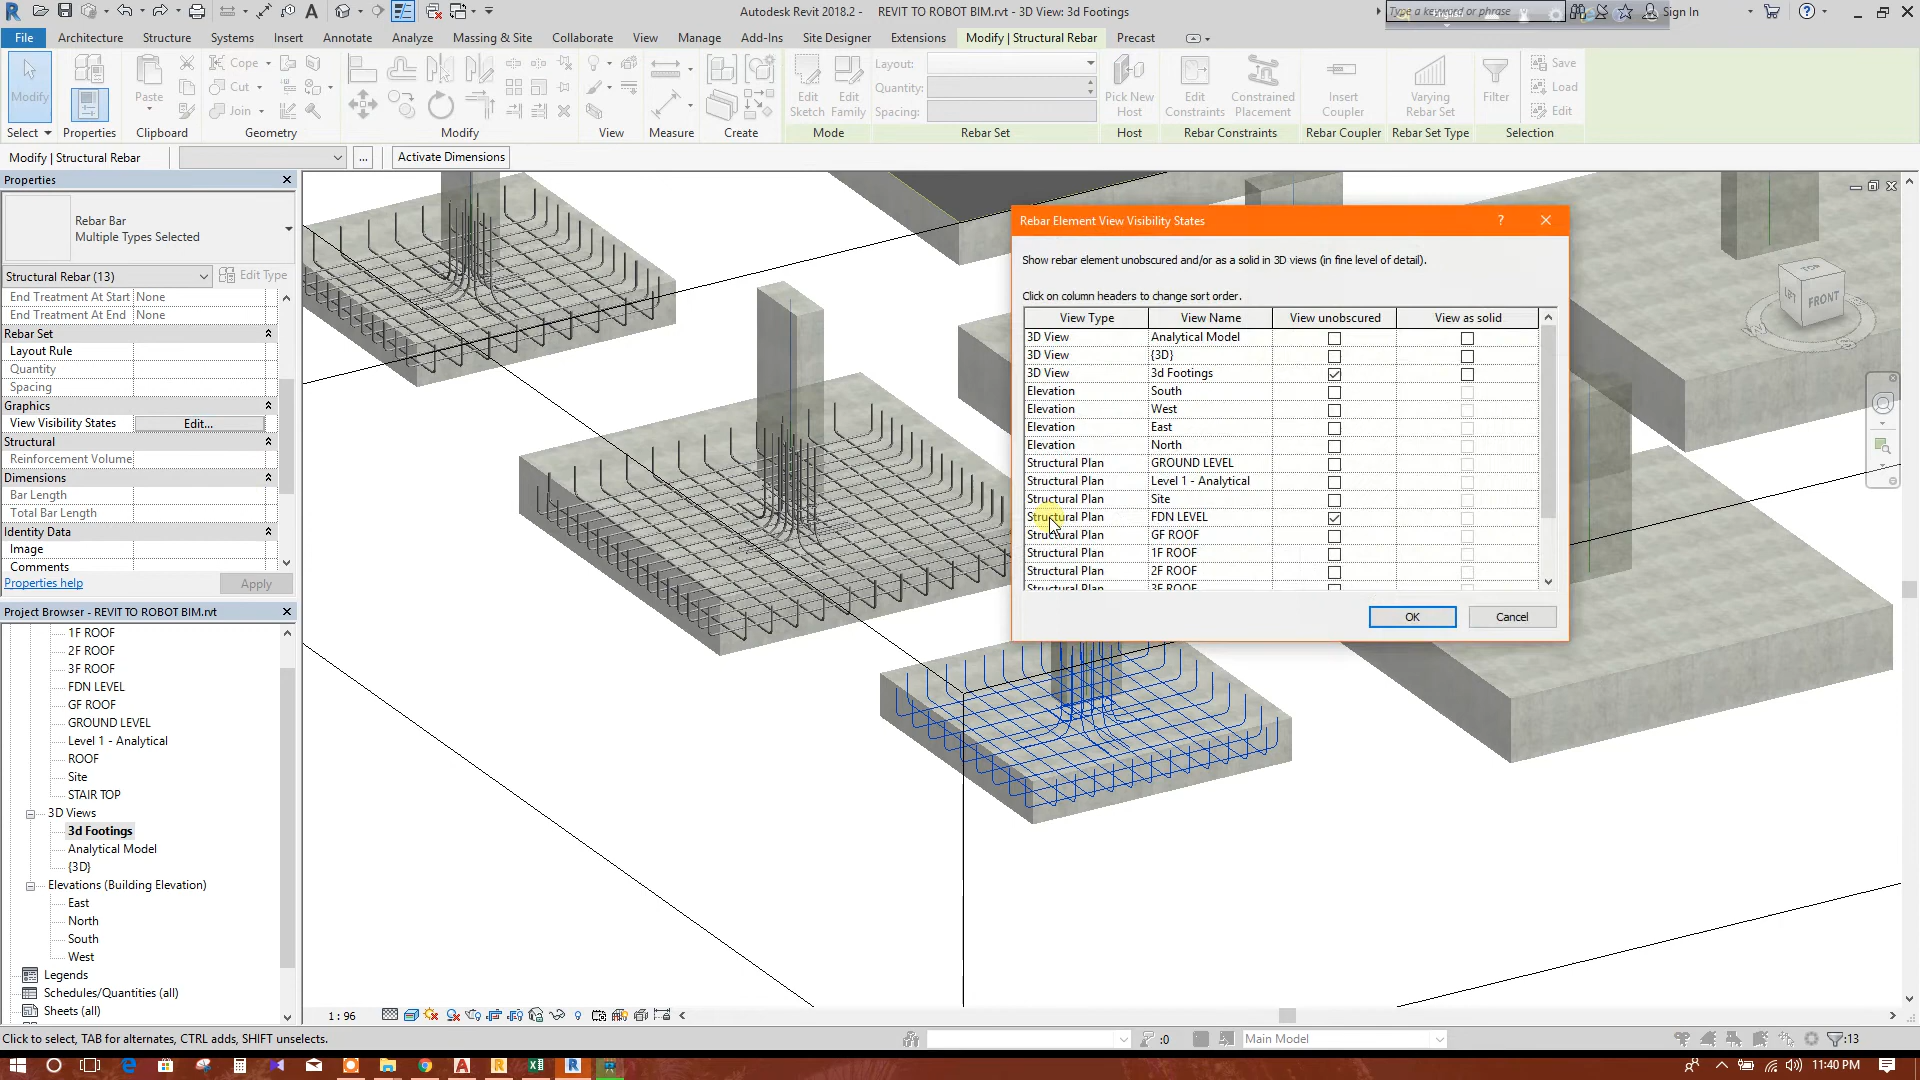 Autodesk Revit 2018.2 - REVIT TO ROBOT BIM.rvt - 3D View: 3d Footings
Type a keyword or phrase
Sign In
File Architecture Structure Systems Insert Annotate Analyze Massing & Site Collaborate View Manage Add-Ins Site Designer Extensions Modify | Structural Rebar Precast
Modify
Paste
Cope
Cut
Join
Edit Sketch
Edit Family
Layout:
Quantity:
Spacing:
Pick New Host
Edit Constraints
Constrained Placement
Insert Coupler
Varying Rebar Set
Filter
Save
Load
Edit
Select Properties Clipboard Geometry Modify View Measure Create Mode Rebar Set Host Rebar Constraints Rebar Coupler Rebar Set Type Selection
Modify | Structural Rebar
...
Activate Dimensions
Properties
Rebar Bar
Multiple Types Selected
Structural Rebar (13)
Edit Type
End Treatment At Start None
End Treatment At End None
Rebar Set
Layout Rule
Quantity
Spacing
Graphics
View Visibility States Edit...
Structural
Reinforcement Volume
Dimensions
Bar Length
Total Bar Length
Identity Data
Image
Comments
Properties help
Apply
Project Browser - REVIT TO ROBOT BIM.rvt
1F ROOF
2F ROOF
3F ROOF
FDN LEVEL
GF ROOF
GROUND LEVEL
Level 1 - Analytical
ROOF
Site
STAIR TOP
3D Views
3d Footings
Analytical Model
{3D}
Elevations (Building Elevation)
East
North
South
West
Legends
Schedules/Quantities (all)
Sheets (all)
Rebar Element View Visibility States
?
Show rebar element unobscured and/or as a solid in 3D views (in fine level of detail).
Click on column headers to change sort order.
View Type View Name View unobscured View as solid
3D View Analytical Model
3D View {3D}
3D View 3d Footings
Elevation South
Elevation West
Elevation East
Elevation North
Structural Plan GROUND LEVEL
Structural Plan Level 1 - Analytical
Structural Plan Site
Structural Plan FDN LEVEL
Structural Plan GF ROOF
Structural Plan 1F ROOF
Structural Plan 2F ROOF
Structural Plan 3F ROOF
OK
Cancel
TOP
LEFT
FRONT
1 : 96
Click to select, TAB for alternates, CTRL adds, SHIFT unselects.
:0
Main Model
:13
11:40 PM